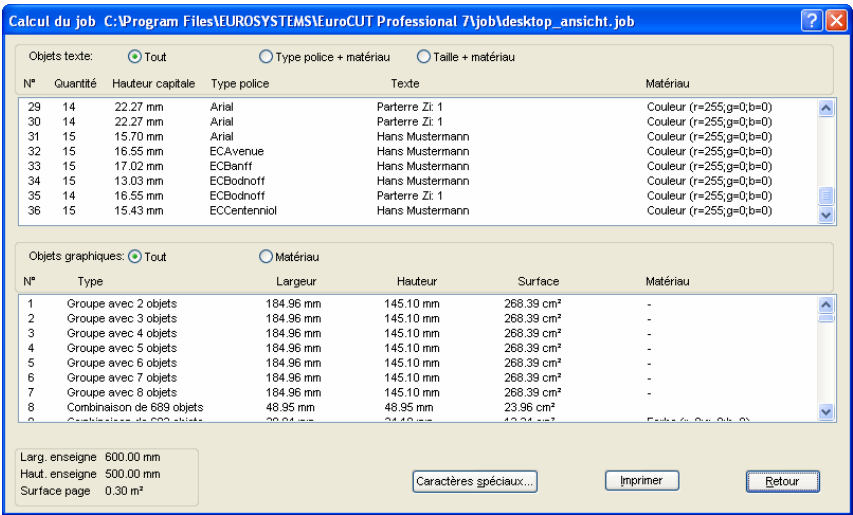 Calcul du job C:\Program Files\EUROSYSTEMS\EuroCUT Professional 7\job\desktop_ansicht.job
Objets texte: Tout Type police + matériau Taille + matériau
N° Quantité Hauteur capitale Type police Texte Matériau
29 14 22.27 mm Arial Parterre Zi: 1 Couleur (r=255;g=0;b=0)
30 14 22.27 mm Arial Parterre Zi: 1 Couleur (r=255;g=0;b=0)
31 15 15.70 mm Arial Hans Mustermann Couleur (r=255;g=0;b=0)
32 15 16.55 mm ECAvenue Hans Mustermann Couleur (r=255;g=0;b=0)
33 15 17.02 mm ECBanff Hans Mustermann Couleur (r=255;g=0;b=0)
34 15 13.03 mm ECBodnoff Hans Mustermann Couleur (r=255;g=0;b=0)
35 14 16.55 mm ECBodnoff Parterre Zi: 1 Couleur (r=255;g=0;b=0)
36 15 15.43 mm ECCentenniol Hans Mustermann Couleur (r=255;g=0;b=0)
Objets graphiques: Tout Matériau
N° Type Largeur Hauteur Surface Matériau
1 Groupe avec 2 objets 184.96 mm 145.10 mm 268.39 cm² -
2 Groupe avec 3 objets 184.96 mm 145.10 mm 268.39 cm² -
3 Groupe avec 4 objets 184.96 mm 145.10 mm 268.39 cm² -
4 Groupe avec 5 objets 184.96 mm 145.10 mm 268.39 cm² -
5 Groupe avec 6 objets 184.96 mm 145.10 mm 268.39 cm² -
6 Groupe avec 7 objets 184.96 mm 145.10 mm 268.39 cm² -
7 Groupe avec 8 objets 184.96 mm 145.10 mm 268.39 cm² -
8 Combinaison de 689 objets 48.95 mm 48.95 mm 23.96 cm²
Larg. enseigne 600.00 mm
Haut. enseigne 500.00 mm
Surface page 0.30 m²
Caractères spéciaux... Imprimer Retour